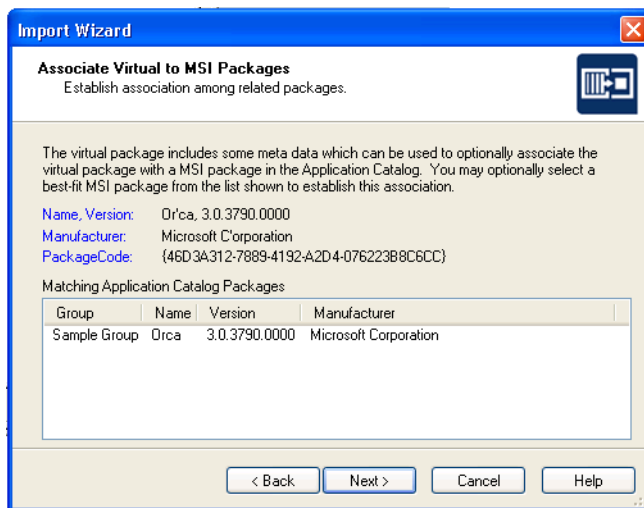 Import Wizard
Associate Virtual to MSI Packages
Establish association among related packages.
The virtual package includes some meta data which can be used to optionally associate the
virtual package with a MSI package in the Application Catalog. You may optionally select a
best-fit MSI package from the list shown to establish this association.
Name, Version: Or'ca, 3.0.3790.0000
Manufacturer: Microsoft C'orporation
PackageCode: {46D3A312-7889-4192-A2D4-076223B8C6CC}
Matching Application Catalog Packages
Group Name Version Manufacturer
Sample Group Orca 3.0.3790.0000 Microsoft Corporation
< Back Next > Cancel Help